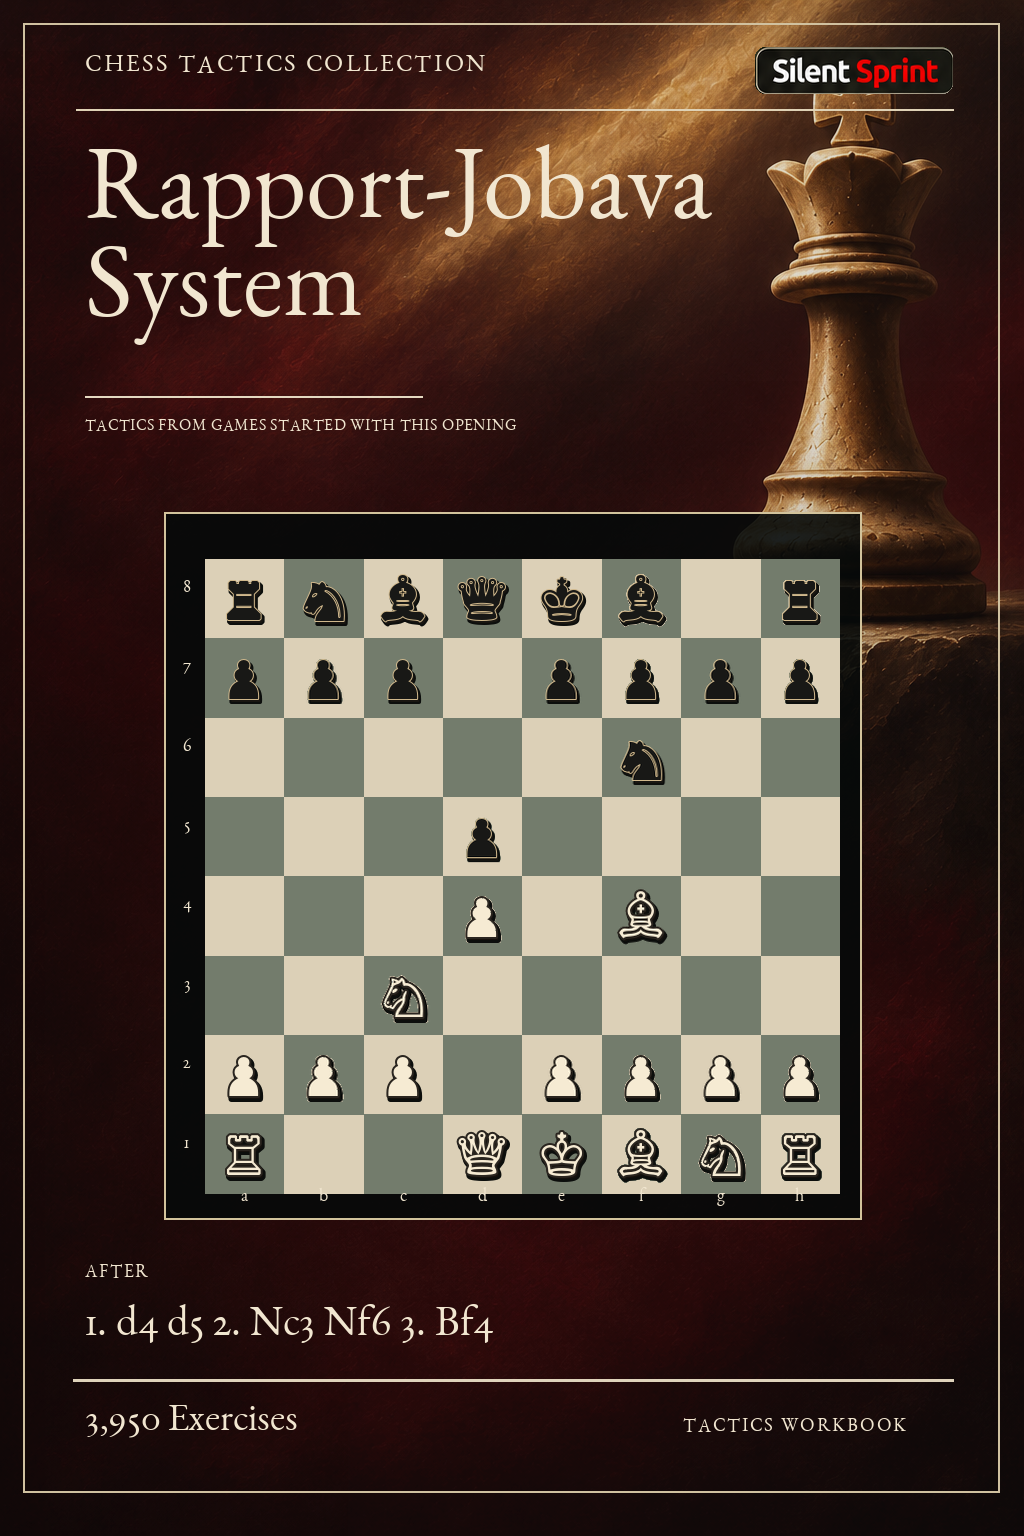 CHESS TACTICS COLLECTION
Silent Sprint
Rapport-Jobava
System
TACTICS FROM GAMES STARTED WITH THIS OPENING
8
7
6
5
4
3
2
1
a b c d e f g h
AFTER
1. d4 d5 2. Nc3 Nf6 3. Bf4
3,950 Exercises
TACTICS WORKBOOK